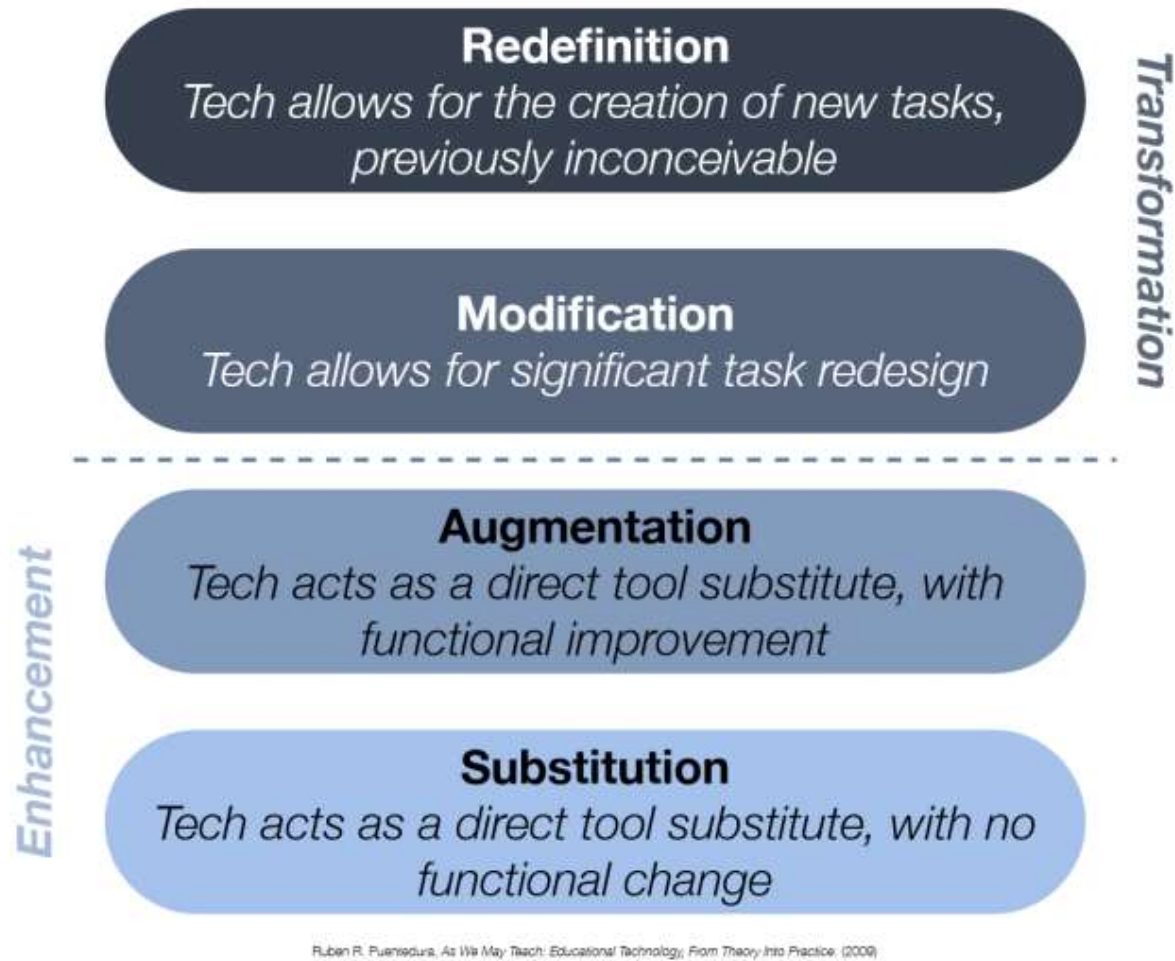 Redefinition
Tech allows for the creation of new tasks,
previously inconceivable
Transformation
Modification
Tech allows for significant task redesign
Enhancement
Augmentation
Tech acts as a direct tool substitute, with
functional improvement
Substitution
Tech acts as a direct tool substitute, with no
functional change
Ruben R. Puentedura, As We May Teach: Educational Technology, From Theory Into Practice. (2009)